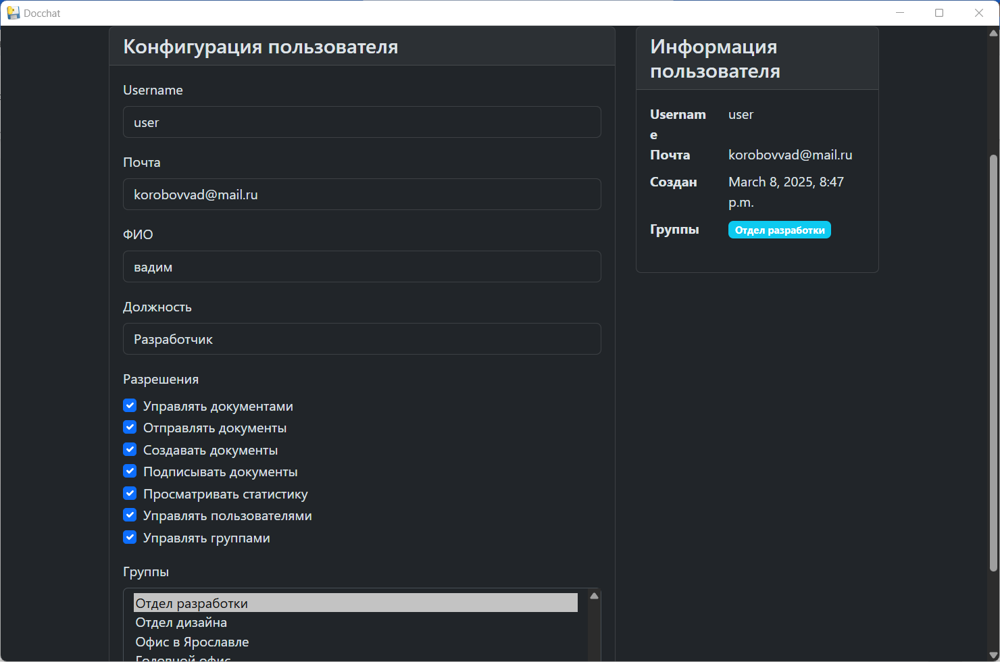 Docchat
Конфигурация пользователя
Username
user
Почта
korobovvad@mail.ru
ФИО
вадим
Должность
Разработчик
Разрешения
Управлять документами
Отправлять документы
Создавать документы
Подписывать документы
Просматривать статистику
Управлять пользователями
Управлять группами
Группы
Отдел разработки
Отдел дизайна
Офис в Ярославле
Головной офис
Информация
пользователя
Usernam
e
user
Почта
korobovvad@mail.ru
Создан
March 8, 2025, 8:47
p.m.
Группы
Отдел разработки